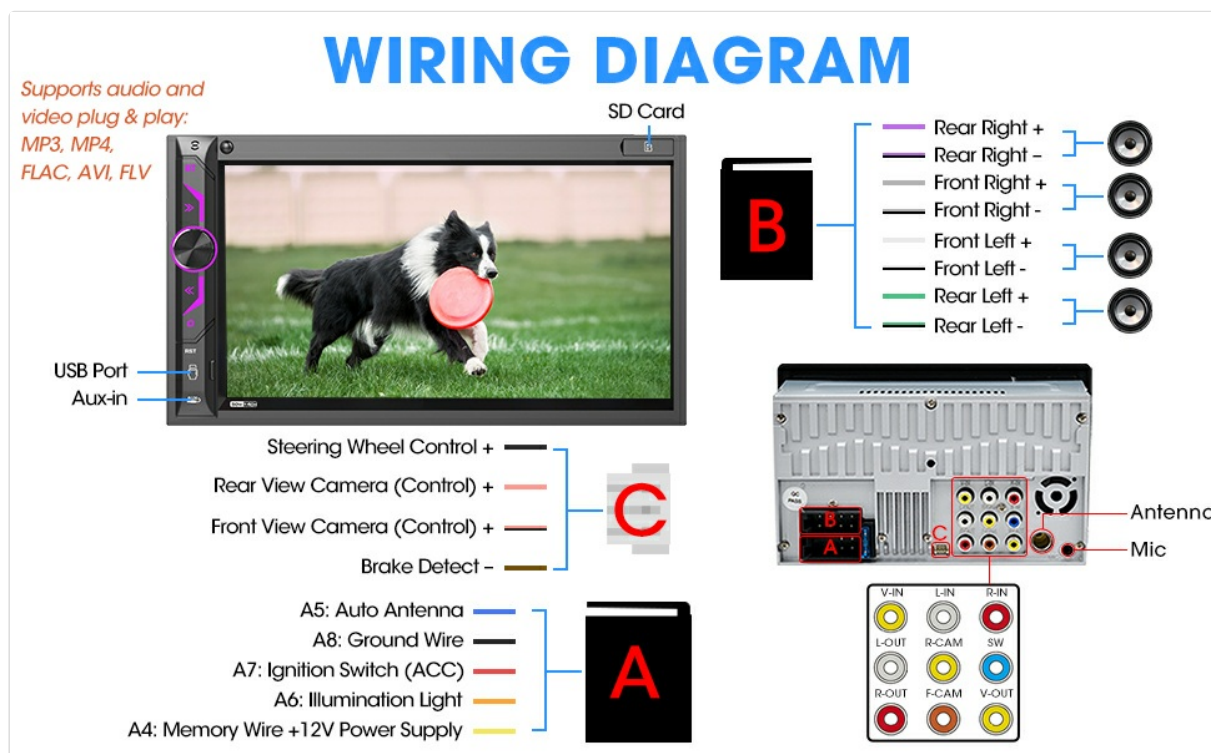 WIRING DIAGRAM
Supports audio and
video plug & play:
MP3, MP4,
FLAC, AVI, FLV
SD Card
RST
USB Port
Aux-in
B
Rear Right +
Rear Right -
Front Right +
Front Right -
Front Left +
Front Left -
Rear Left +
Rear Left -
Steering Wheel Control +
Rear View Camera (Control) +
Front View Camera (Control) +
Brake Detect -
C
A5: Auto Antenna
A8: Ground Wire
A7: Ignition Switch (ACC)
A6: Illumination Light
A4: Memory Wire +12V Power Supply
A
QC
PASS
B
A
C
Antenna
Mic
V-IN L-IN R-IN
L-OUT R-CAM SW
R-OUT F-CAM V-OUT